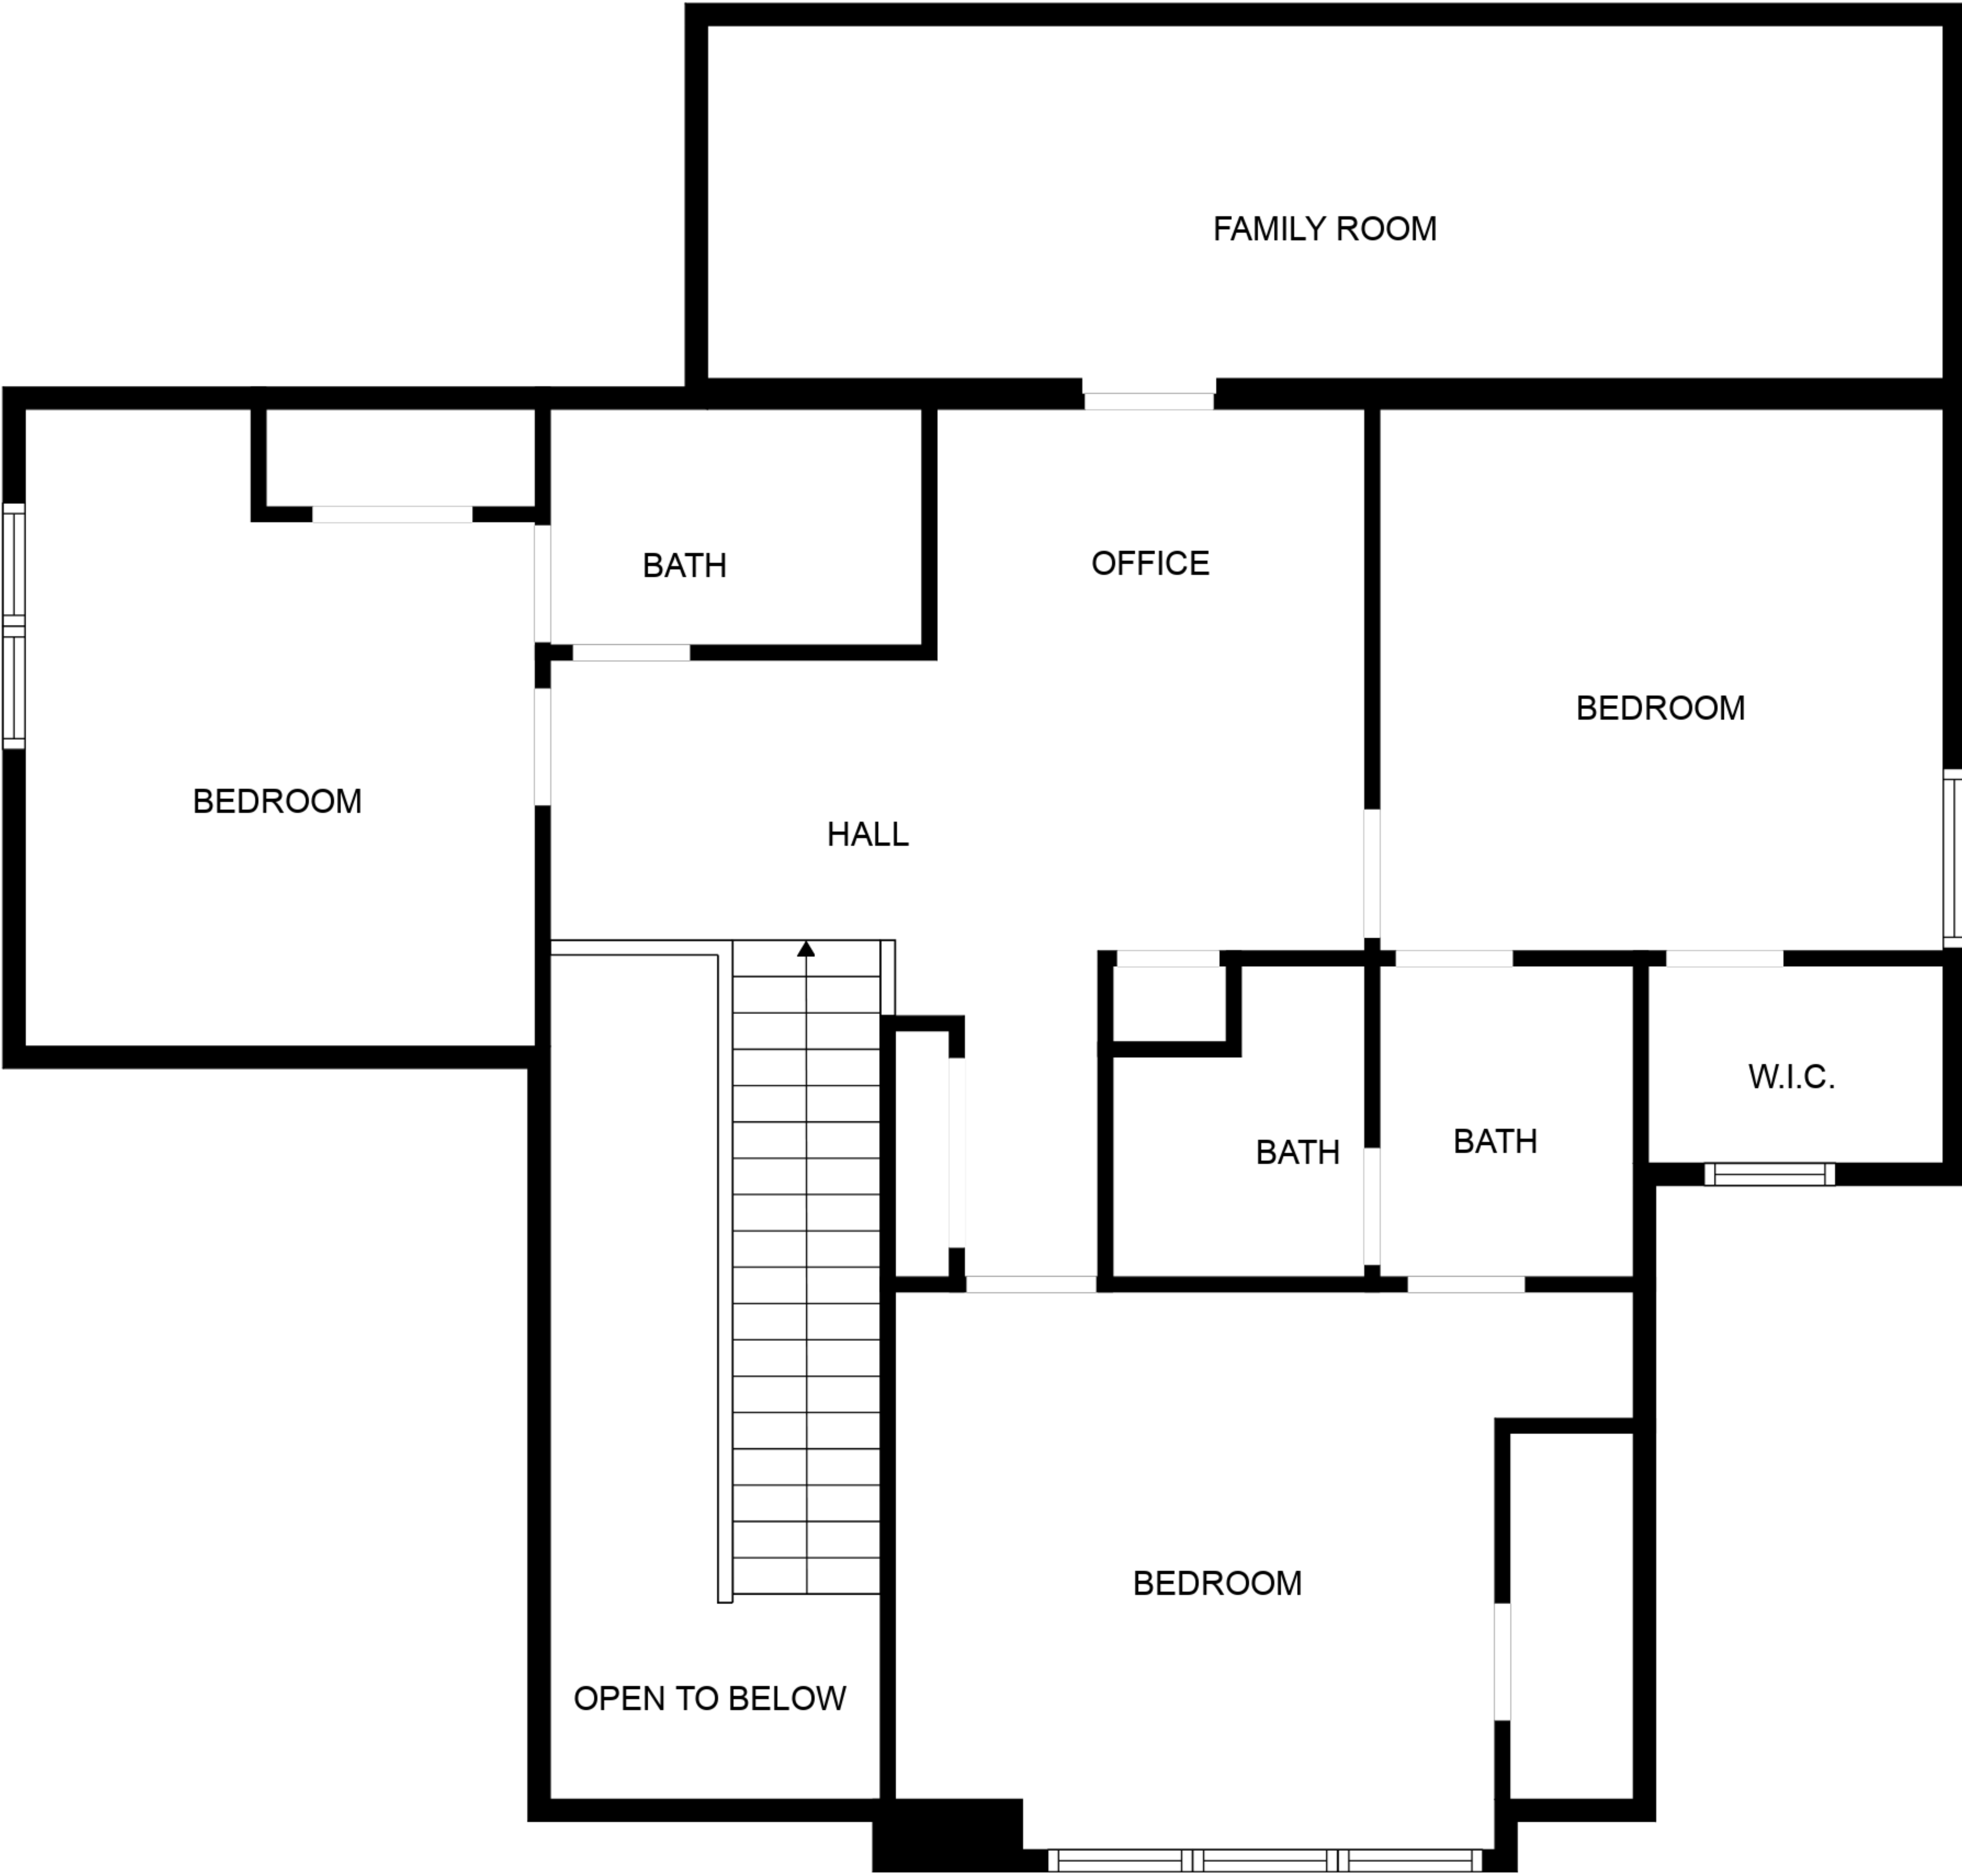 FAMILY ROOM
BATH
OFFICE
BEDROOM
BEDROOM
HALL
W.I.C.
BATH
BATH
BEDROOM
OPEN TO BELOW